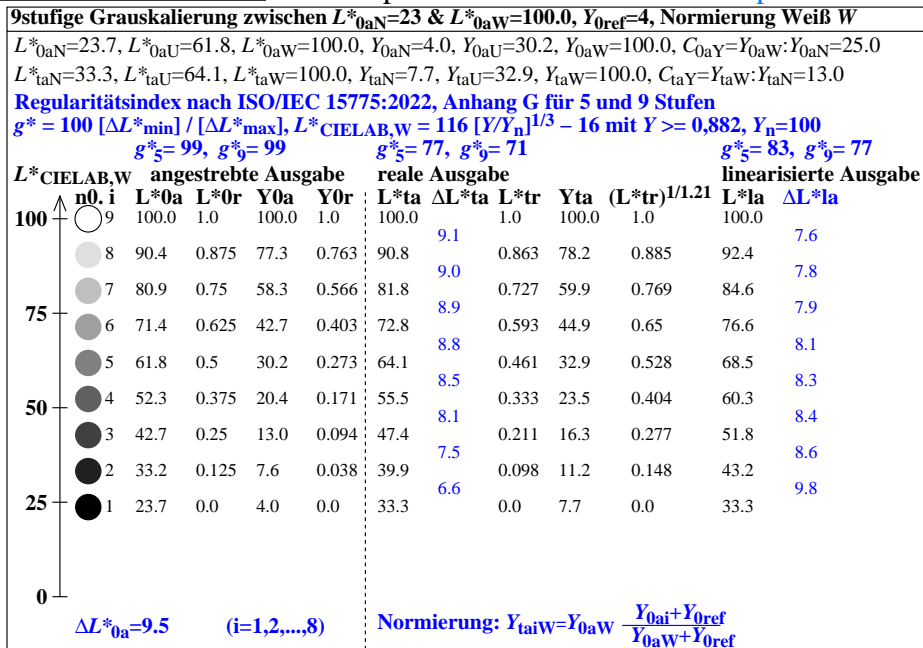 9stufige Grauskalierung zwischen L*0aN=23 & L*0aW=100.0, Y0ref=4, Normierung Weiß W
L*0aN=23.7, L*0aU=61.8, L*0aW=100.0, Y0aN=4.0, Y0aU=30.2, Y0aW=100.0, C0aY=Y0aW:Y0aN=25.0
L*taN=33.3, L*taU=64.1, L*taW=100.0, YtaN=7.7, YtaU=32.9, YtaW=100.0, CtaY=YtaW:YtaN=13.0
Regularitätsindex nach ISO/IEC 15775:2022, Anhang G für 5 und 9 Stufen
g* = 100 [ΔL*min] / [ΔL*max], L*CIELAB,W = 116 [Y/Yn]1/3 – 16 mit Y >= 0,882, Yn=100
g*5= 99, g*9= 99 g*5= 77, g*9= 71 g*5= 83, g*9= 77
L*CIELAB,W angestrebte Ausgabe reale Ausgabe linearisierte Ausgabe
n0. i L*0a L*0r Y0a Y0r L*ta ΔL*ta L*tr Yta (L*tr)1/1.21 L*la ΔL*la
100 9 100.0 1.0 100.0 1.0 100.0 1.0 100.0 1.0 100.0
9.1 7.6
8 90.4 0.875 77.3 0.763 90.8 0.863 78.2 0.885 92.4
9.0 7.8
7 80.9 0.75 58.3 0.566 81.8 0.727 59.9 0.769 84.6
75 8.9 7.9
6 71.4 0.625 42.7 0.403 72.8 0.593 44.9 0.65 76.6
8.8 8.1
5 61.8 0.5 30.2 0.273 64.1 0.461 32.9 0.528 68.5
8.5 8.3
4 52.3 0.375 20.4 0.171 55.5 0.333 23.5 0.404 60.3
50 8.1 8.4
3 42.7 0.25 13.0 0.094 47.4 0.211 16.3 0.277 51.8
7.5 8.6
2 33.2 0.125 7.6 0.038 39.9 0.098 11.2 0.148 43.2
6.6 9.8
25 1 23.7 0.0 4.0 0.0 33.3 0.0 7.7 0.0 33.3
0
ΔL*0a=9.5 (i=1,2,...,8) Normierung: YtaiW=Y0aW Y0ai+Y0ref
Y0aW+Y0ref